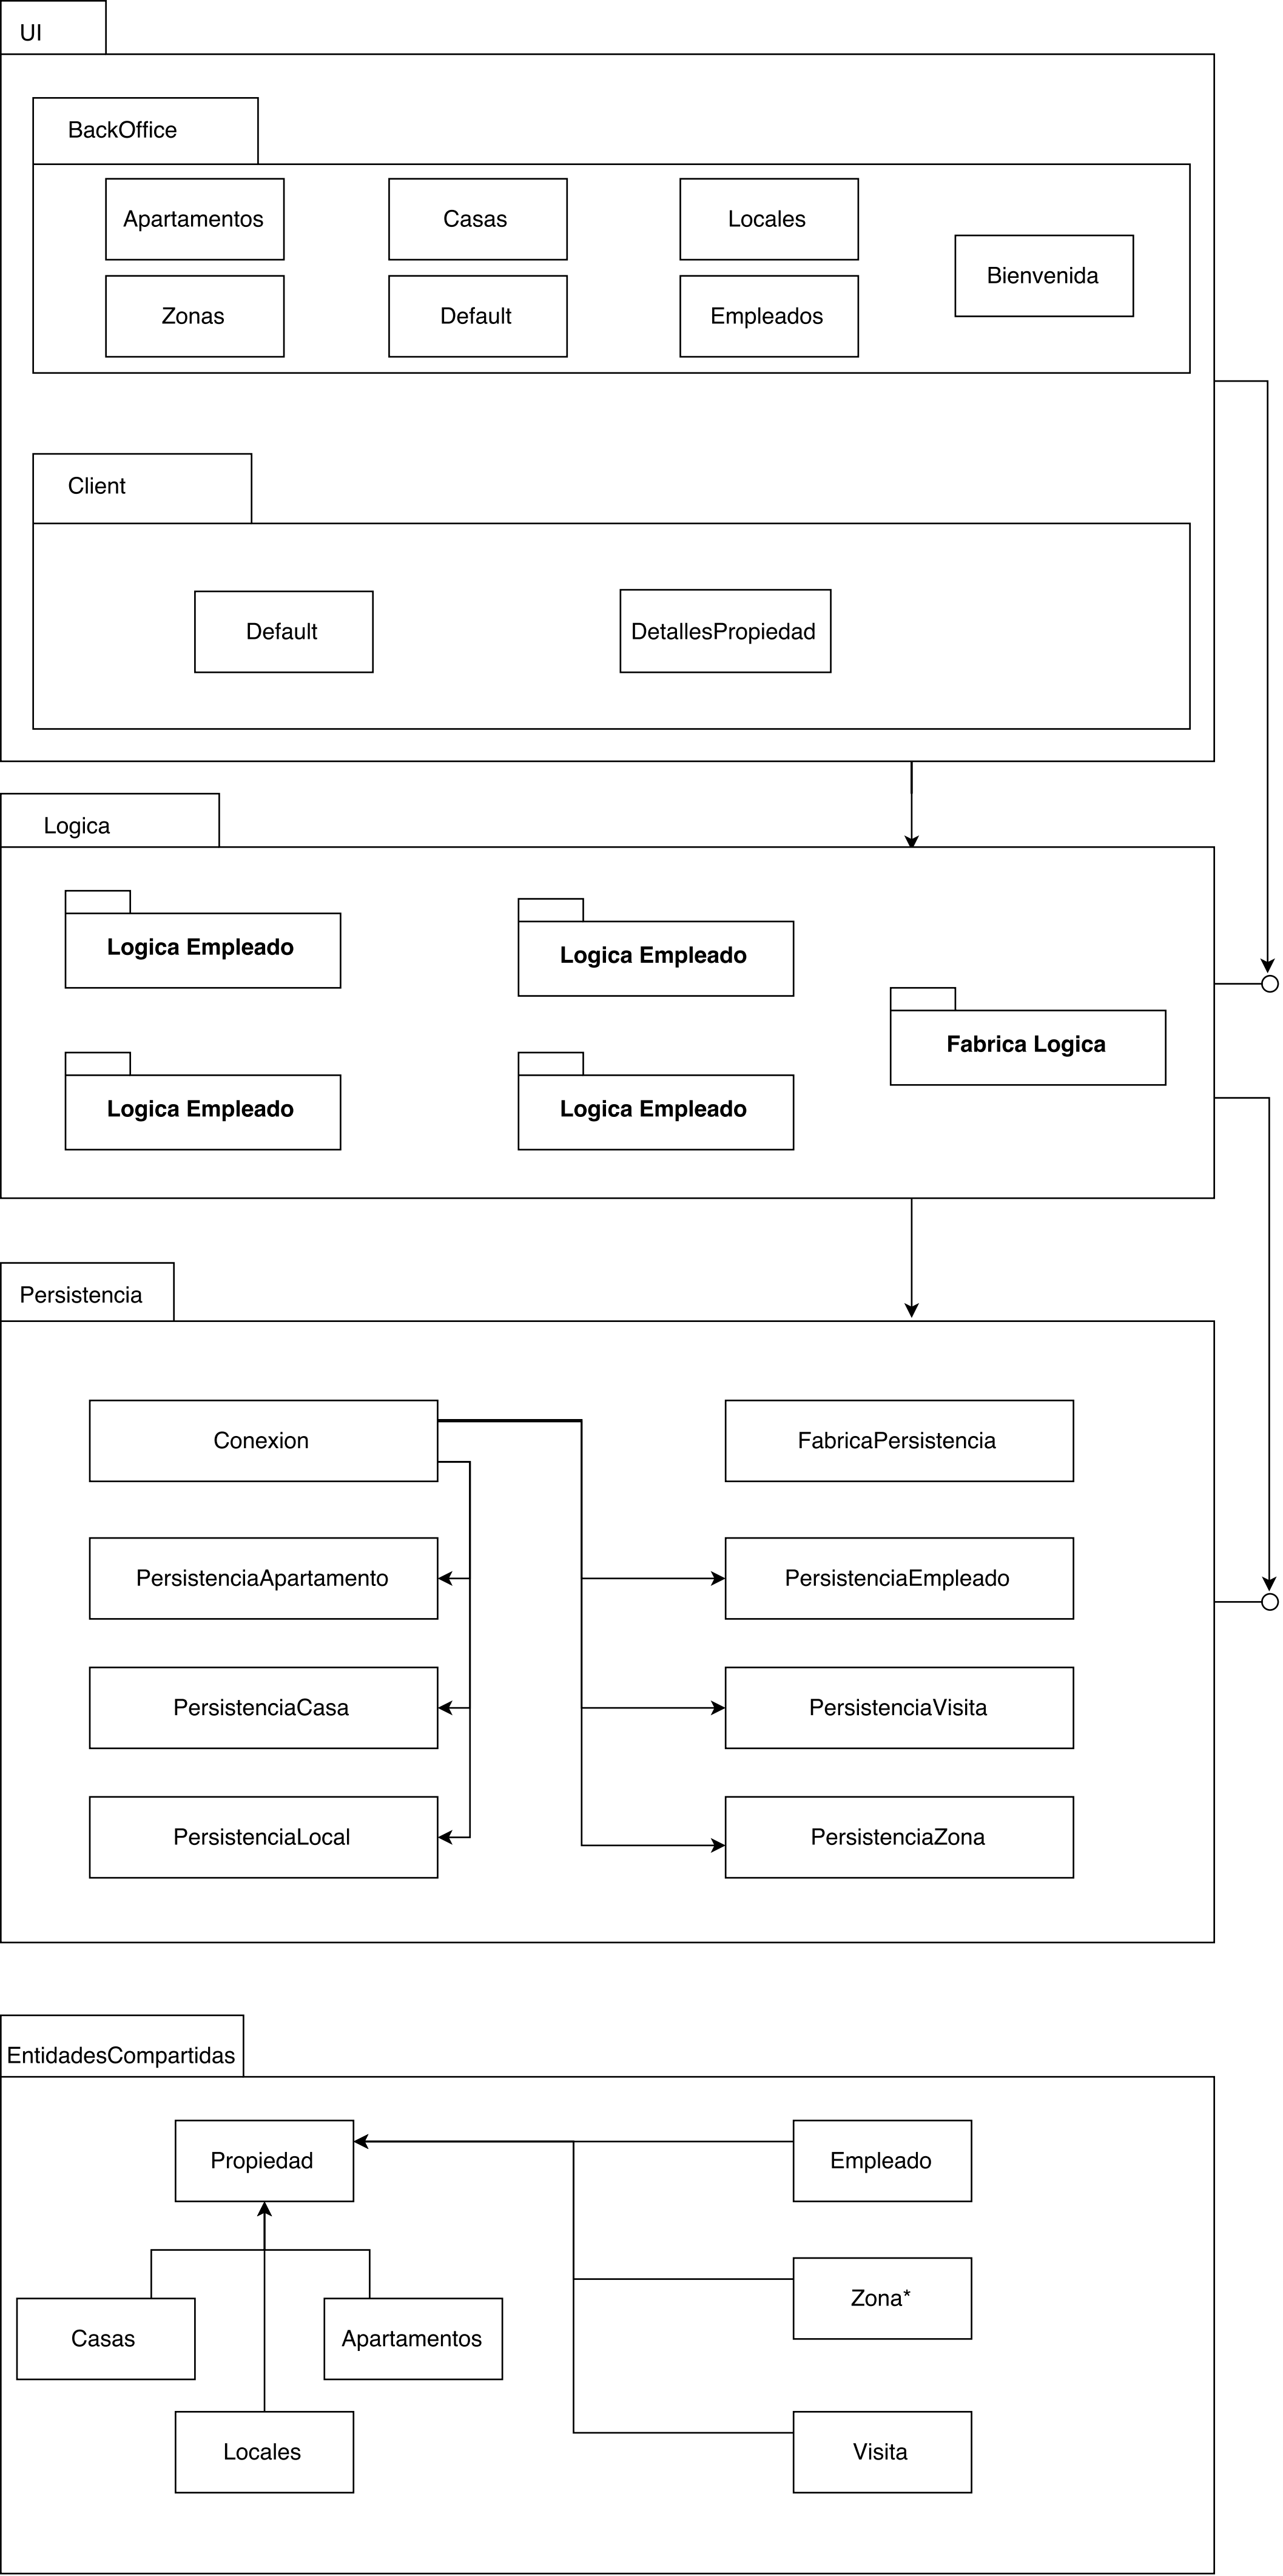 UI
BackOffice
Apartamentos
Casas
Locales
Bienvenida
Zonas
Default
Empleados
Client
Default
DetallesPropiedad
Logica
Logica Empleado
Logica Empleado
Fabrica Logica
Logica Empleado
Logica Empleado
Persistencia
Conexion
FabricaPersistencia
PersistenciaApartamento
PersistenciaEmpleado
PersistenciaCasa
PersistenciaVisita
PersistenciaLocal
PersistenciaZona
EntidadesCompartidas
Propiedad
Empleado
Zona*
Casas
Apartamentos
Locales
Visita